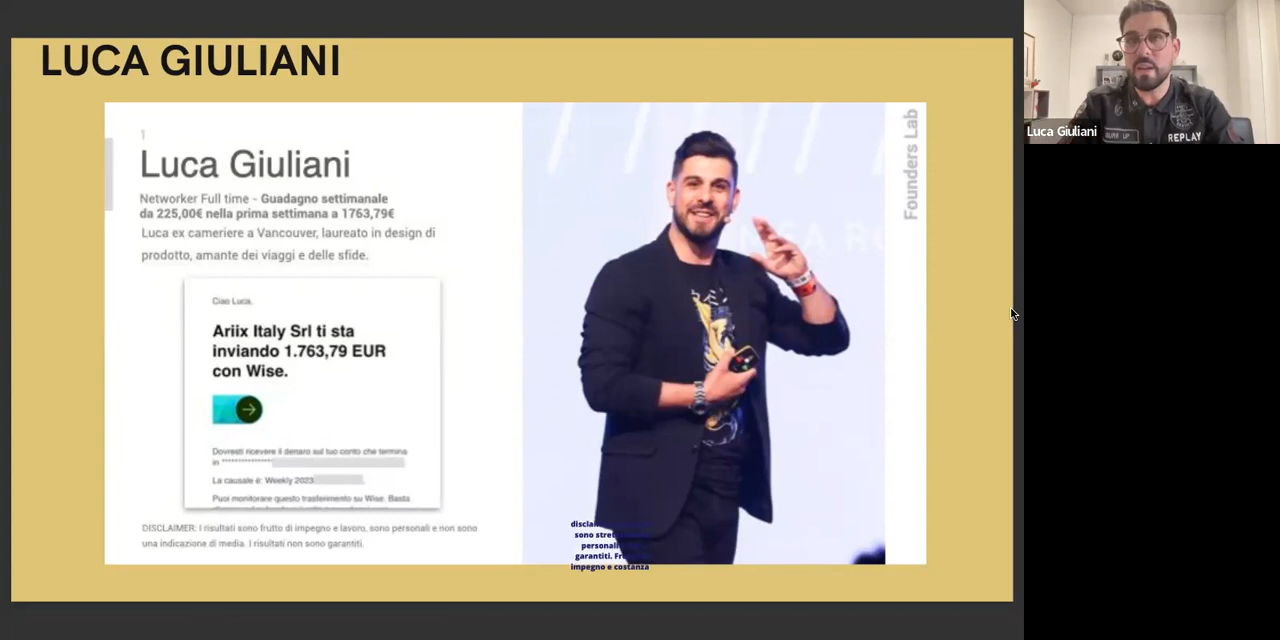 LUCA GIULIANI
1
Luca Giuliani
Networker Full time - Guadagno settimanale
da 225,00€ nella prima settimana a 1763,79€
Luca ex cameriere a Vancouver, laureato in design di
prodotto, amante dei viaggi e delle sfide.
Ciao Luca,
Ariix Italy Srl ti sta
inviando 1.763,79 EUR
con Wise.
Dovresti ricevere il denaro sul tuo conto che termina
in ***************
La causale è: Weekly 2023
Puoi monitorare questo trasferimento su Wise. Basta
DISCLAIMER: I risultati sono frutto di impegno e lavoro, sono personali e non sono
una indicazione di media. I risultati non sono garantiti.
Founders Lab
sono
personali
garantiti.
impegno e costanza
Luca Giuliani
SURF UP
REPLAY